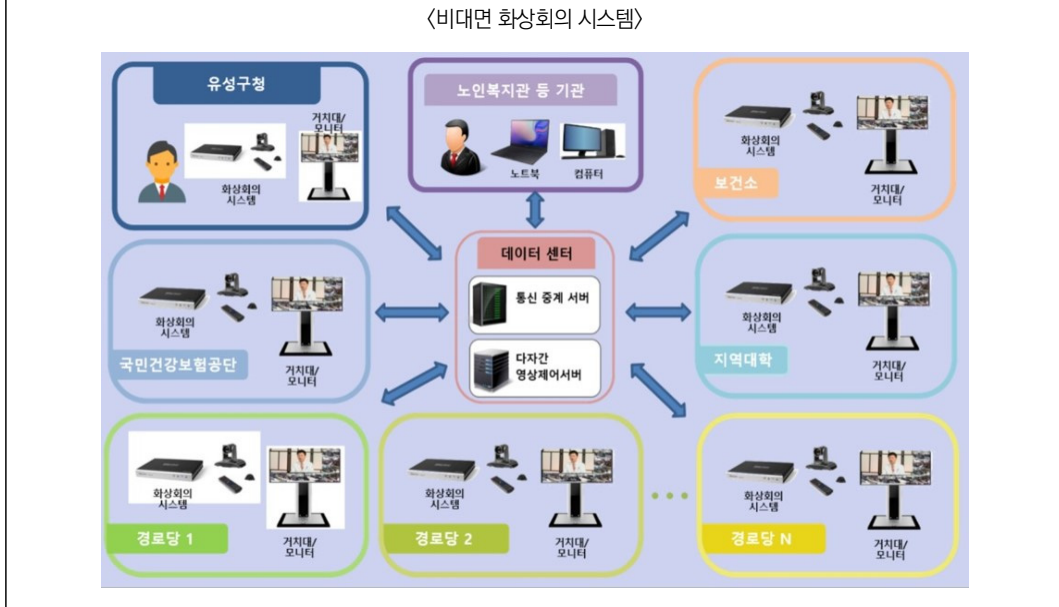 〈비대면 화상회의 시스템〉
유성구청
거치대/
모니터
화상회의
시스템
노인복지관 등 기관
노트북
컴퓨터
화상회의
시스템
보건소
거치대/
모니터
데이터 센터
통신 중계 서버
다자간
영상제어서버
화상회의
시스템
국민건강보험공단
거치대/
모니터
화상회의
시스템
지역대학
거치대/
모니터
화상회의
시스템
경로당 1
거치대/
모니터
화상회의
시스템
경로당 2
거치대/
모니터
화상회의
시스템
경로당 N
거치대/
모니터